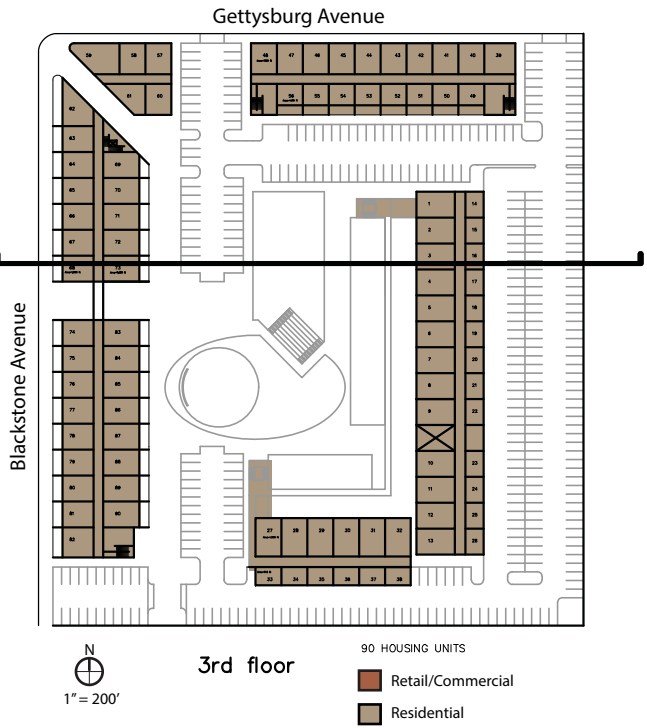 Gettysburg Avenue
59 58 57
61 60
48 47 46 45 44 43 42 41 40 39
56 55 54 53 52 51 50 49
62
63
64 69
65 70
66 71
67 72
68 73
74 83
75 84
76 85
77 86
78 87
79 88
80 89
81 90
82
1 14
2 15
3 16
4 17
5 18
6 19
7 20
8 21
9 22
10 23
11 24
12 25
13 26
27 28 29 30 31 32
33 34 35 36 37 38
Blackstone Avenue
N
1" = 200'
3rd floor
90 HOUSING UNITS
Retail/Commercial
Residential